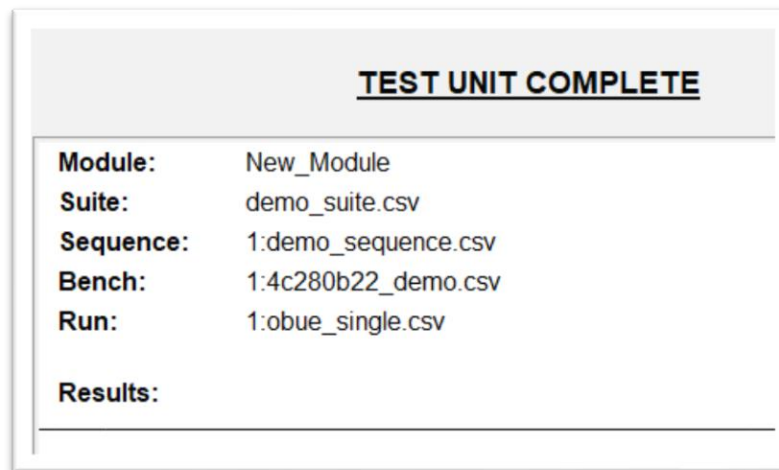 TEST UNIT COMPLETE
Module: New_Module
Suite: demo_suite.csv
Sequence: 1:demo_sequence.csv
Bench: 1:4c280b22_demo.csv
Run: 1:obue_single.csv
Results: